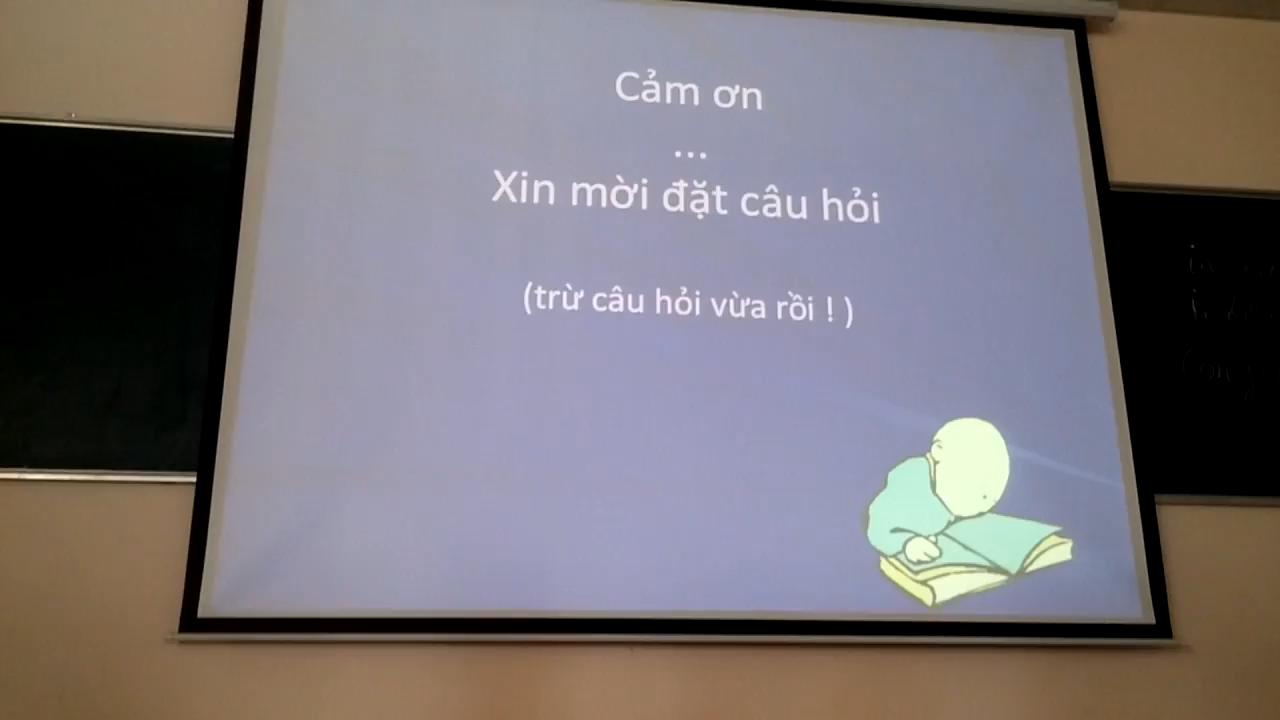 Cảm ơn
...
Xin mời đặt câu hỏi
(trừ câu hỏi vừa rồi ! )